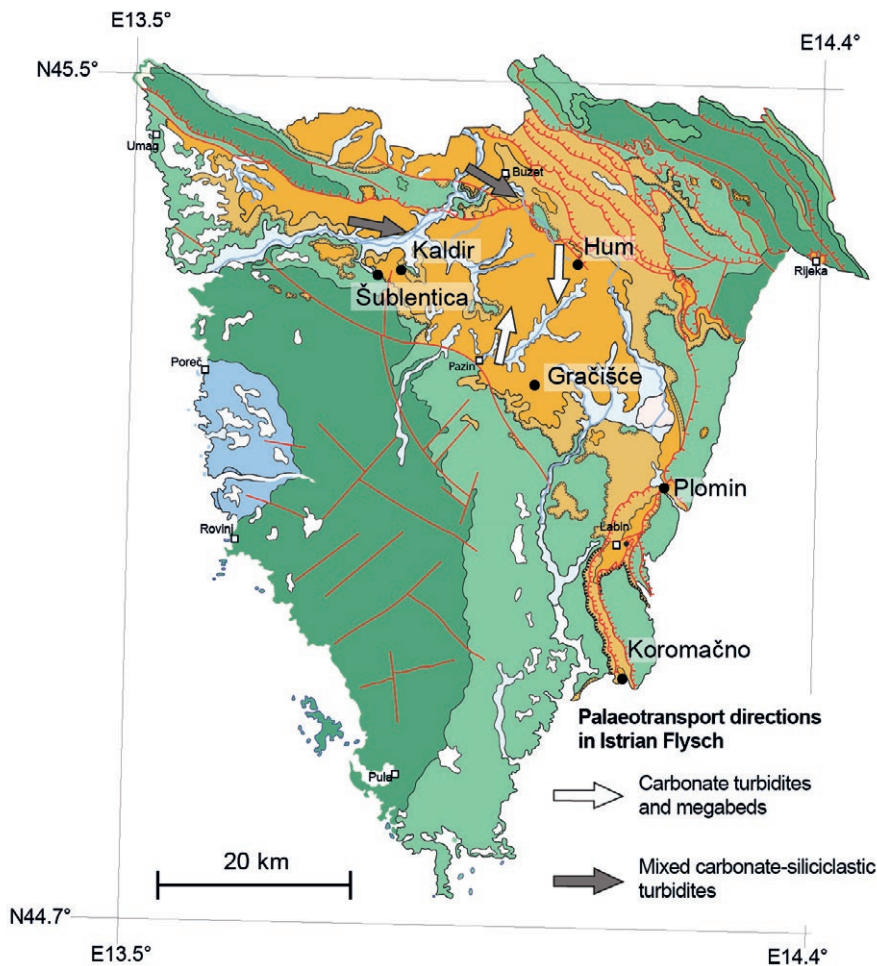 E13.5°
E14.4°
N45.5°
Umag
Buzet
Kaldir
Hum
Rijeka
Šublentica
Poreč
Pazin
Gračišće
Plomin
Rovinj
Labin
Koromačno
Palaeotransport directions
in Istrian Flysch
Pula
Carbonate turbidites
and megabeds
20 km
Mixed carbonate-siliciclastic
turbidites
N44.7°
E13.5°
E14.4°